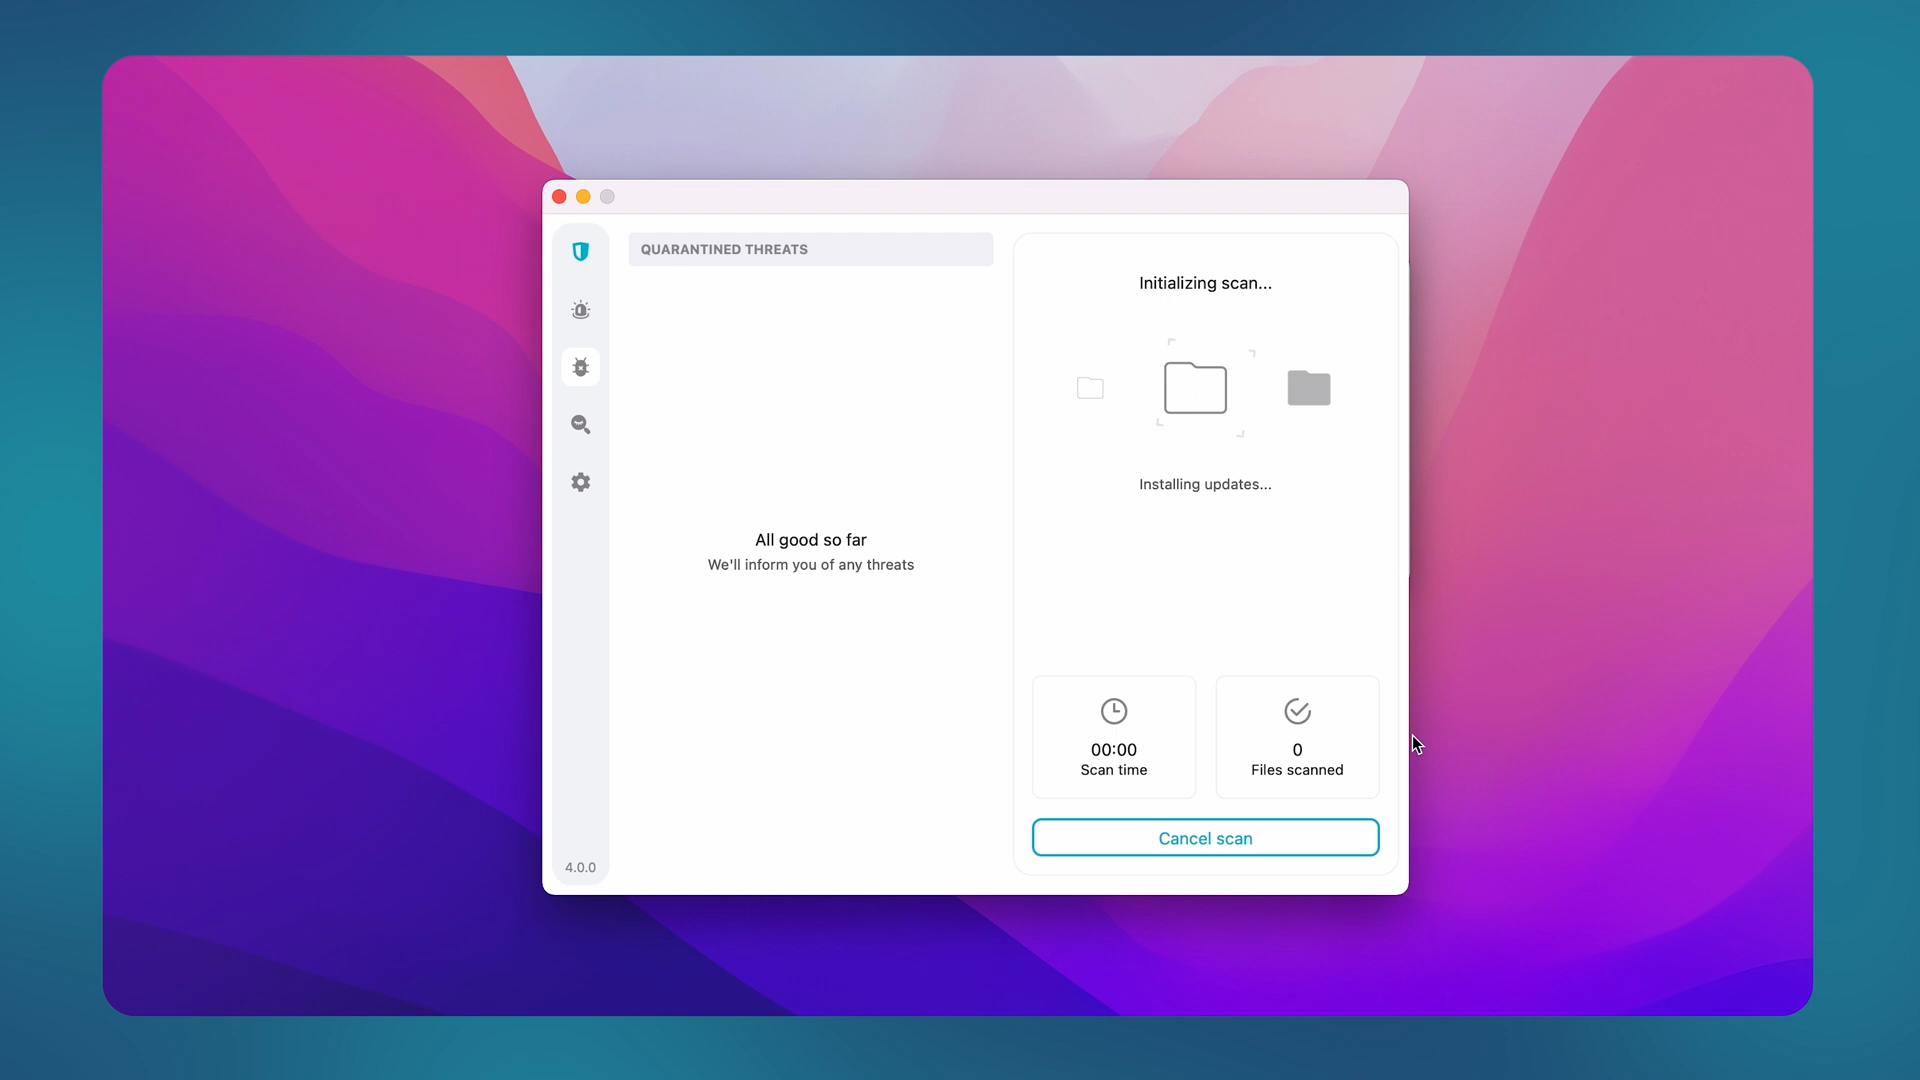 QUARANTINED THREATS
All good so far
We'll inform you of any threats
4.0.0
Initializing scan...
Installing updates...
00:00
Scan time
0
Files scanned
Cancel scan